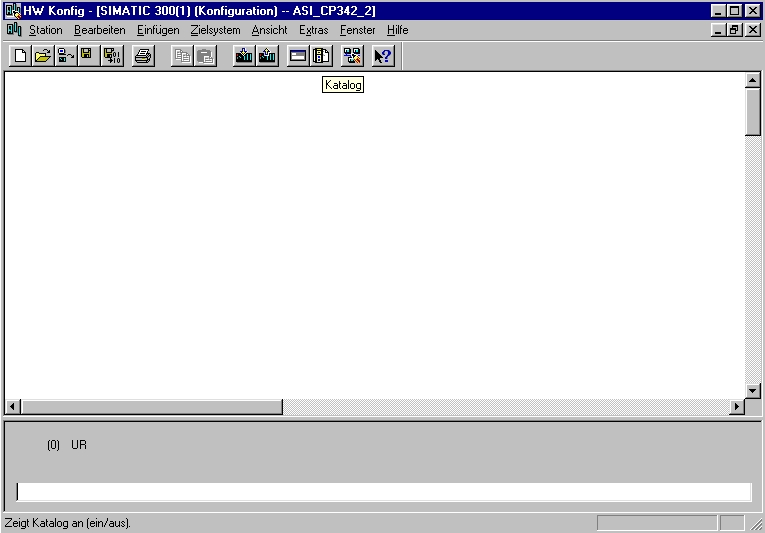 HW Konfig - [SIMATIC 300(1) (Konfiguration) -- ASI_CP342_2]
Station Bearbeiten Einfügen Zielsystem Ansicht Extras Fenster Hilfe
Katalog
(0) UR
Zeigt Katalog an (ein/aus).